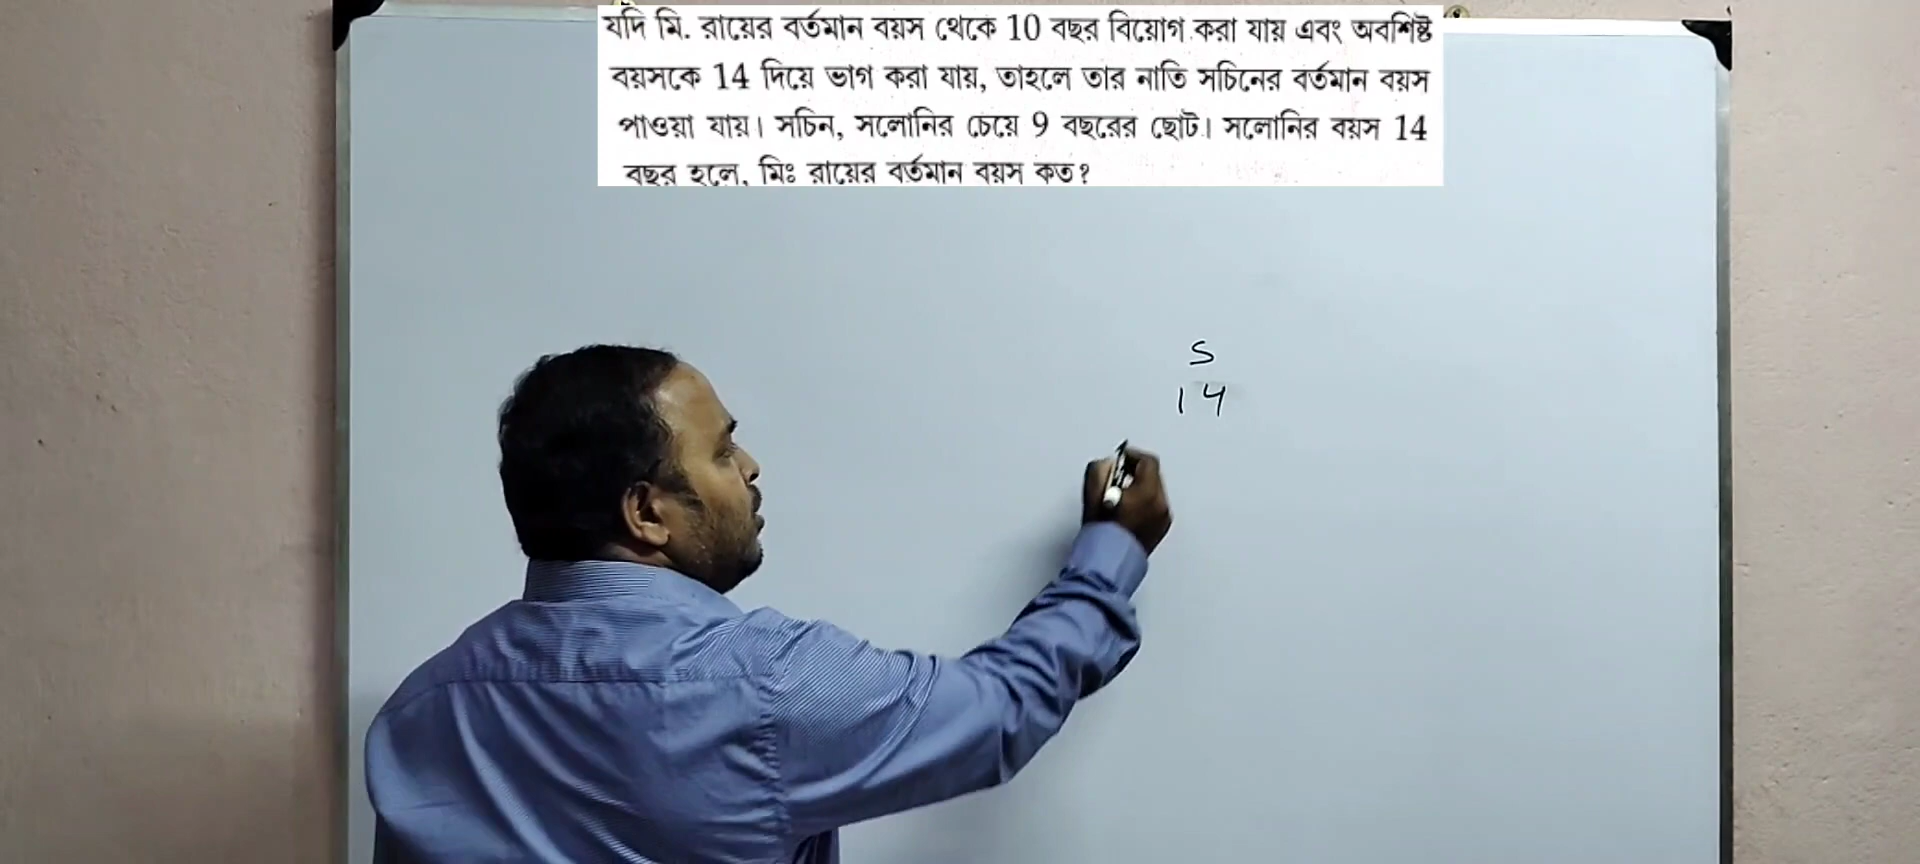 যদি মি. রায়ের বর্তমান বয়স থেকে 10 বছর বিয়োগ করা যায় এবং অবশিষ্ট
বয়সকে 14 দিয়ে ভাগ করা যায়, তাহলে তার নাতি সচিনের বর্তমান বয়স
পাওয়া যায়। সচিন, সলোনির চেয়ে 9 বছরের ছোট। সলোনির বয়স 14
বছর হলে, মিঃ রায়ের বর্তমান বয়স কত?
S
14